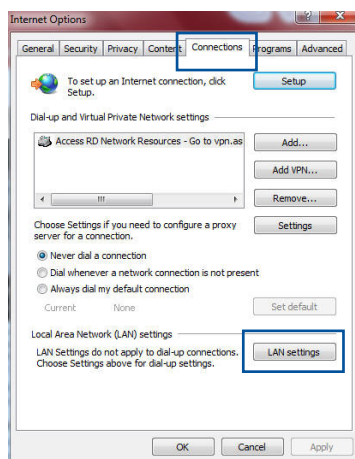 Internet Options
General Security Privacy Content Connections Programs Advanced
To set up an Internet connection, click
Setup.
Setup
Dial-up and Virtual Private Network settings
Access RD Network Resources - Go to vpn.as
Add...
Add VPN...
Remove...
Choose Settings if you need to configure a proxy
server for a connection.
Settings
Never dial a connection
Dial whenever a network connection is not present
Always dial my default connection
Current None
Set default
Local Area Network (LAN) settings
LAN Settings do not apply to dial-up connections.
Choose Settings above for dial-up settings.
LAN settings
OK Cancel Apply